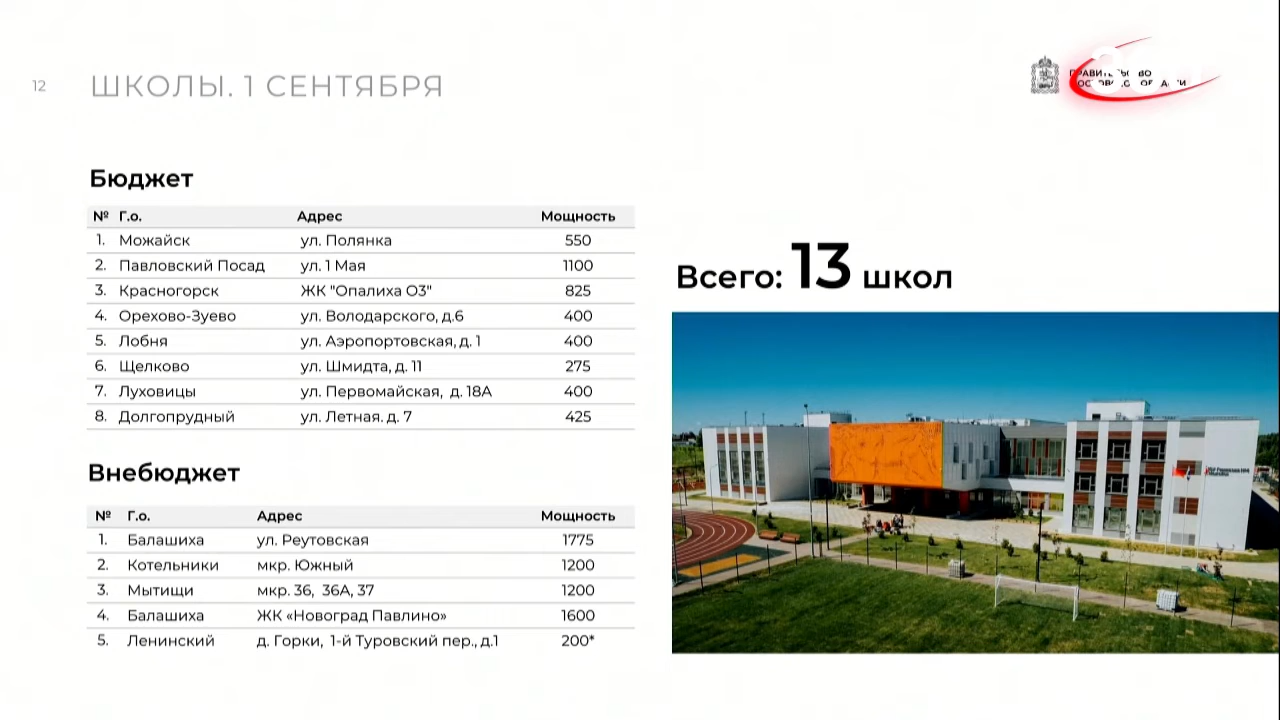 12
ШКОЛЫ. 1 СЕНТЯБРЯ
Бюджет
№ Г.о. Адрес Мощность
1. Можайск ул. Полянка 550
2. Павловский Посад ул. 1 Мая 1100
3. Красногорск ЖК "Опалиха О3" 825
4. Орехово-Зуево ул. Володарского, д.6 400
5. Лобня ул. Аэропортовская, д. 1 400
6. Щелково ул. Шмидта, д. 11 275
7. Луховицы ул. Первомайская, д. 18А 400
8. Долгопрудный ул. Летная. д. 7 425
Всего: 13 школ
Внебюджет
№ Г.о. Адрес Мощность
1. Балашиха ул. Реутовская 1775
2. Котельники мкр. Южный 1200
3. Мытищи мкр. 36, 36А, 37 1200
4. Балашиха ЖК «Новоград Павлино» 1600
5. Ленинский д. Горки, 1-й Туровский пер., д.1 200*